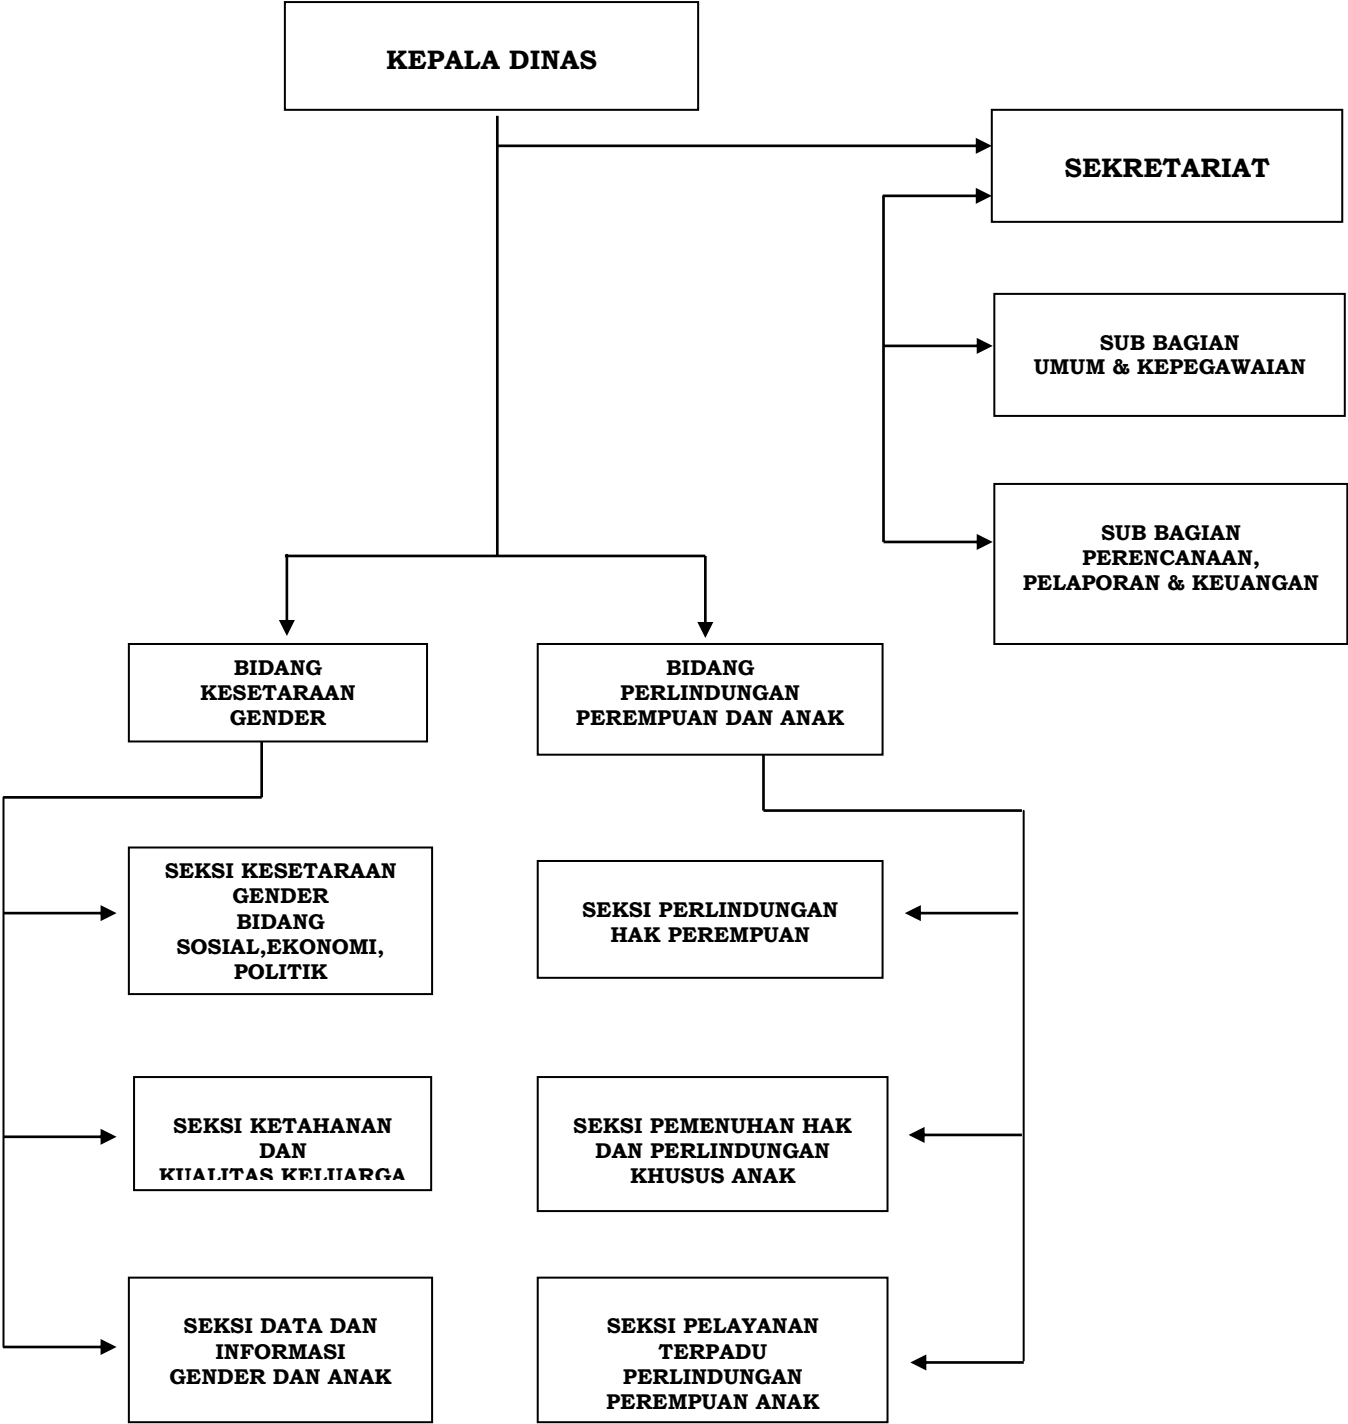 KEPALA DINAS
SEKRETARIAT
SUB BAGIAN
UMUM & KEPEGAWAIAN
SUB BAGIAN
PERENCANAAN,
PELAPORAN & KEUANGAN
BIDANG
KESETARAAN
GENDER
BIDANG
PERLINDUNGAN
PEREMPUAN DAN ANAK
SEKSI KESETARAAN
GENDER
BIDANG
SOSIAL,EKONOMI,
POLITIK
SEKSI PERLINDUNGAN
HAK PEREMPUAN
SEKSI KETAHANAN
DAN
KUALITAS KELUARGA
SEKSI PEMENUHAN HAK
DAN PERLINDUNGAN
KHUSUS ANAK
SEKSI DATA DAN
INFORMASI
GENDER DAN ANAK
SEKSI PELAYANAN
TERPADU
PERLINDUNGAN
PEREMPUAN ANAK